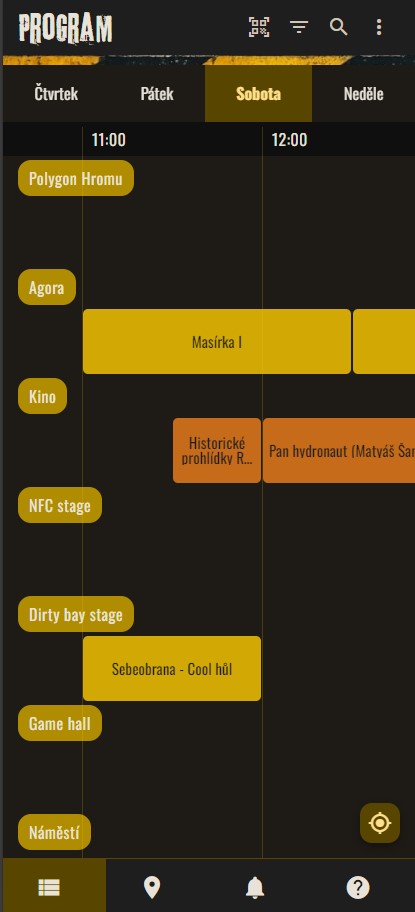 PROGRAM
Čtvrtek Pátek Sobota Neděle
11:00 12:00
Polygon Hromu
Agora
Masírka I
Kino
Historické
prohlídky R...
Pan hydronaut (Matyáš Šar
NFC stage
Dirty bay stage
Sebeobrana - Cool hůl
Game hall
Náměstí